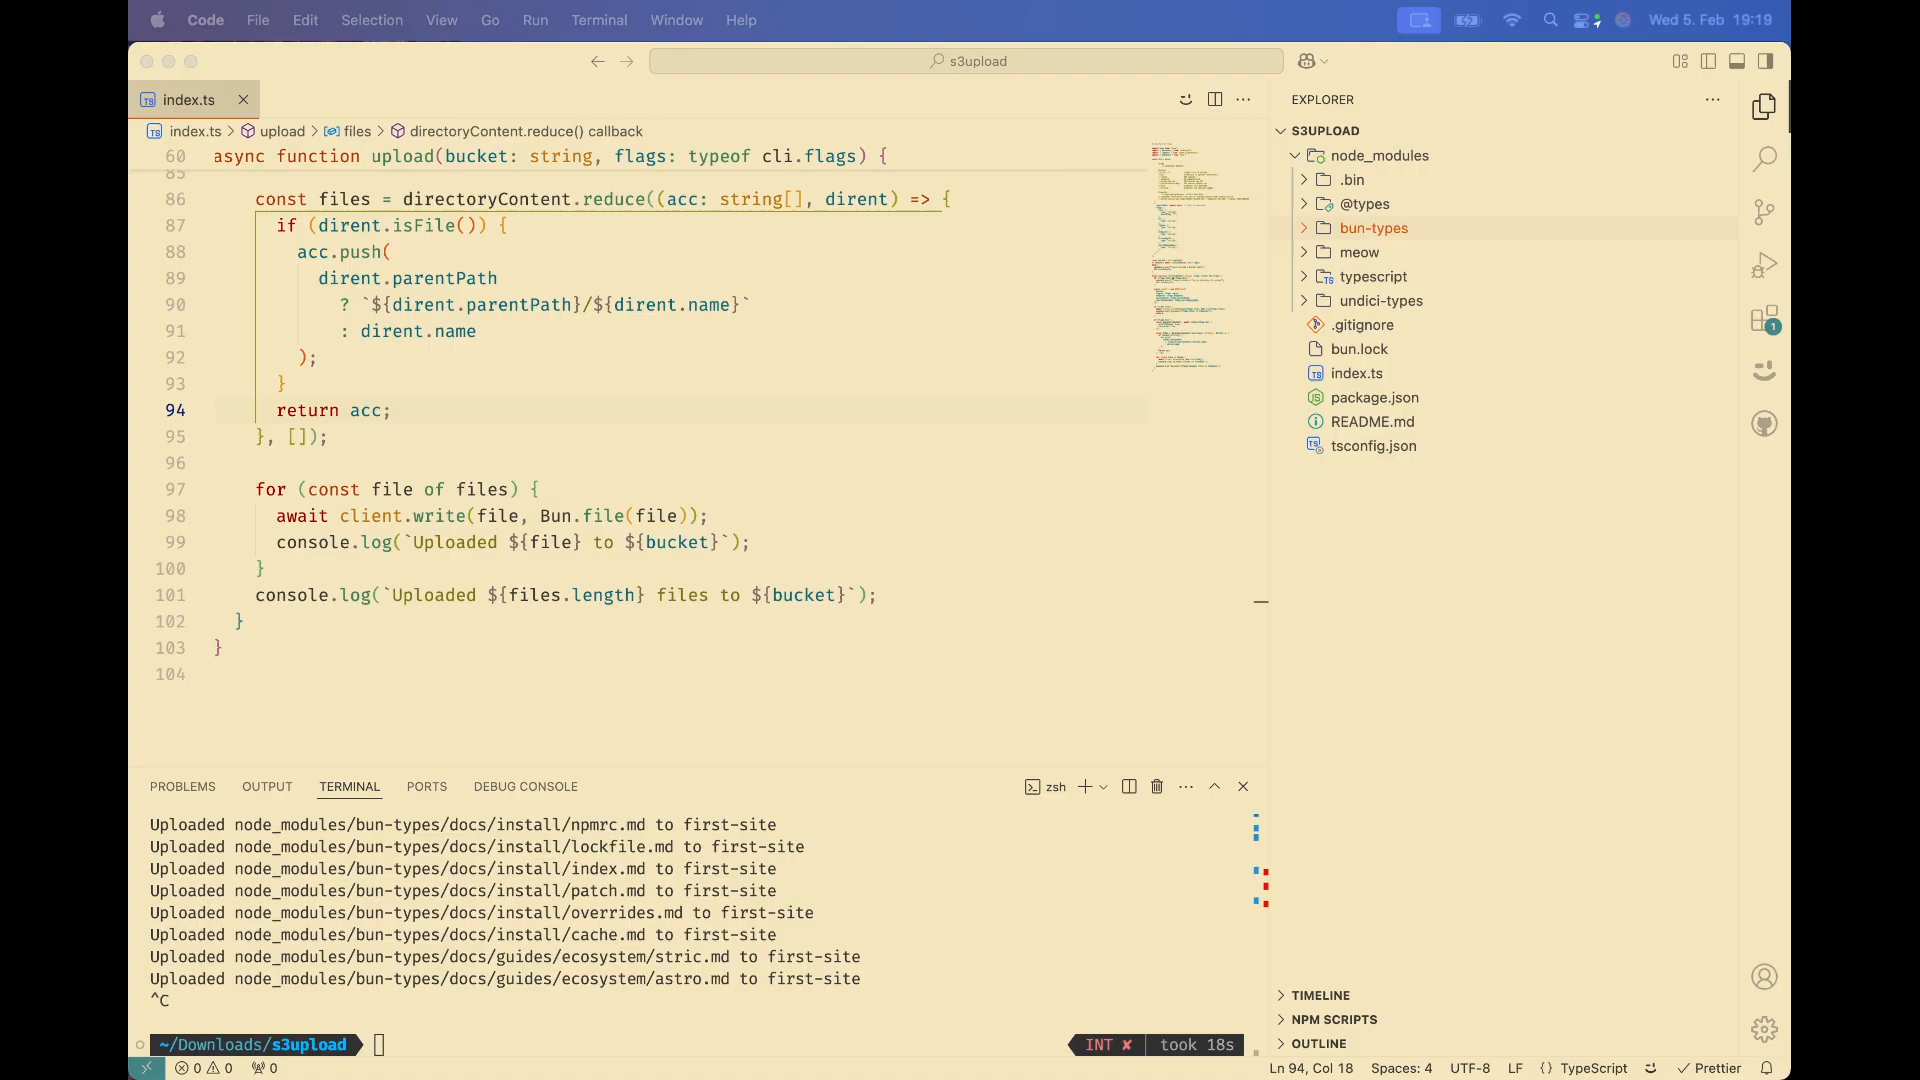 Code File Edit Selection View Go Run Terminal Window Help Wed 5. Feb 19:19
s3upload
index.ts
index.ts > upload > files > directoryContent.reduce() callback
60 async function upload(bucket: string, flags: typeof cli.flags) {
85
86 const files = directoryContent.reduce((acc: string[], dirent) => {
87 if (dirent.isFile()) {
88 acc.push(
89 dirent.parentPath
90 ? `${dirent.parentPath}/${dirent.name}`
91 : dirent.name
92 );
93 }
94 return acc;
95 }, []);
96
97 for (const file of files) {
98 await client.write(file, Bun.file(file));
99 console.log(`Uploaded ${file} to ${bucket}`);
100 }
101 console.log(`Uploaded ${files.length} files to ${bucket}`);
102 }
103 }
104
EXPLORER
S3UPLOAD
node_modules
.bin
@types
bun-types
meow
typescript
undici-types
.gitignore
bun.lock
index.ts
package.json
README.md
tsconfig.json
1
TIMELINE
NPM SCRIPTS
OUTLINE
PROBLEMS OUTPUT TERMINAL PORTS DEBUG CONSOLE zsh
Uploaded node_modules/bun-types/docs/install/npmrc.md to first-site
Uploaded node_modules/bun-types/docs/install/lockfile.md to first-site
Uploaded node_modules/bun-types/docs/install/index.md to first-site
Uploaded node_modules/bun-types/docs/install/patch.md to first-site
Uploaded node_modules/bun-types/docs/install/overrides.md to first-site
Uploaded node_modules/bun-types/docs/install/cache.md to first-site
Uploaded node_modules/bun-types/docs/guides/ecosystem/stric.md to first-site
Uploaded node_modules/bun-types/docs/guides/ecosystem/astro.md to first-site
^C
~/Downloads/s3upload INT ✘ took 18s
0 0 0 Ln 94, Col 18 Spaces: 4 UTF-8 LF {} TypeScript Prettier